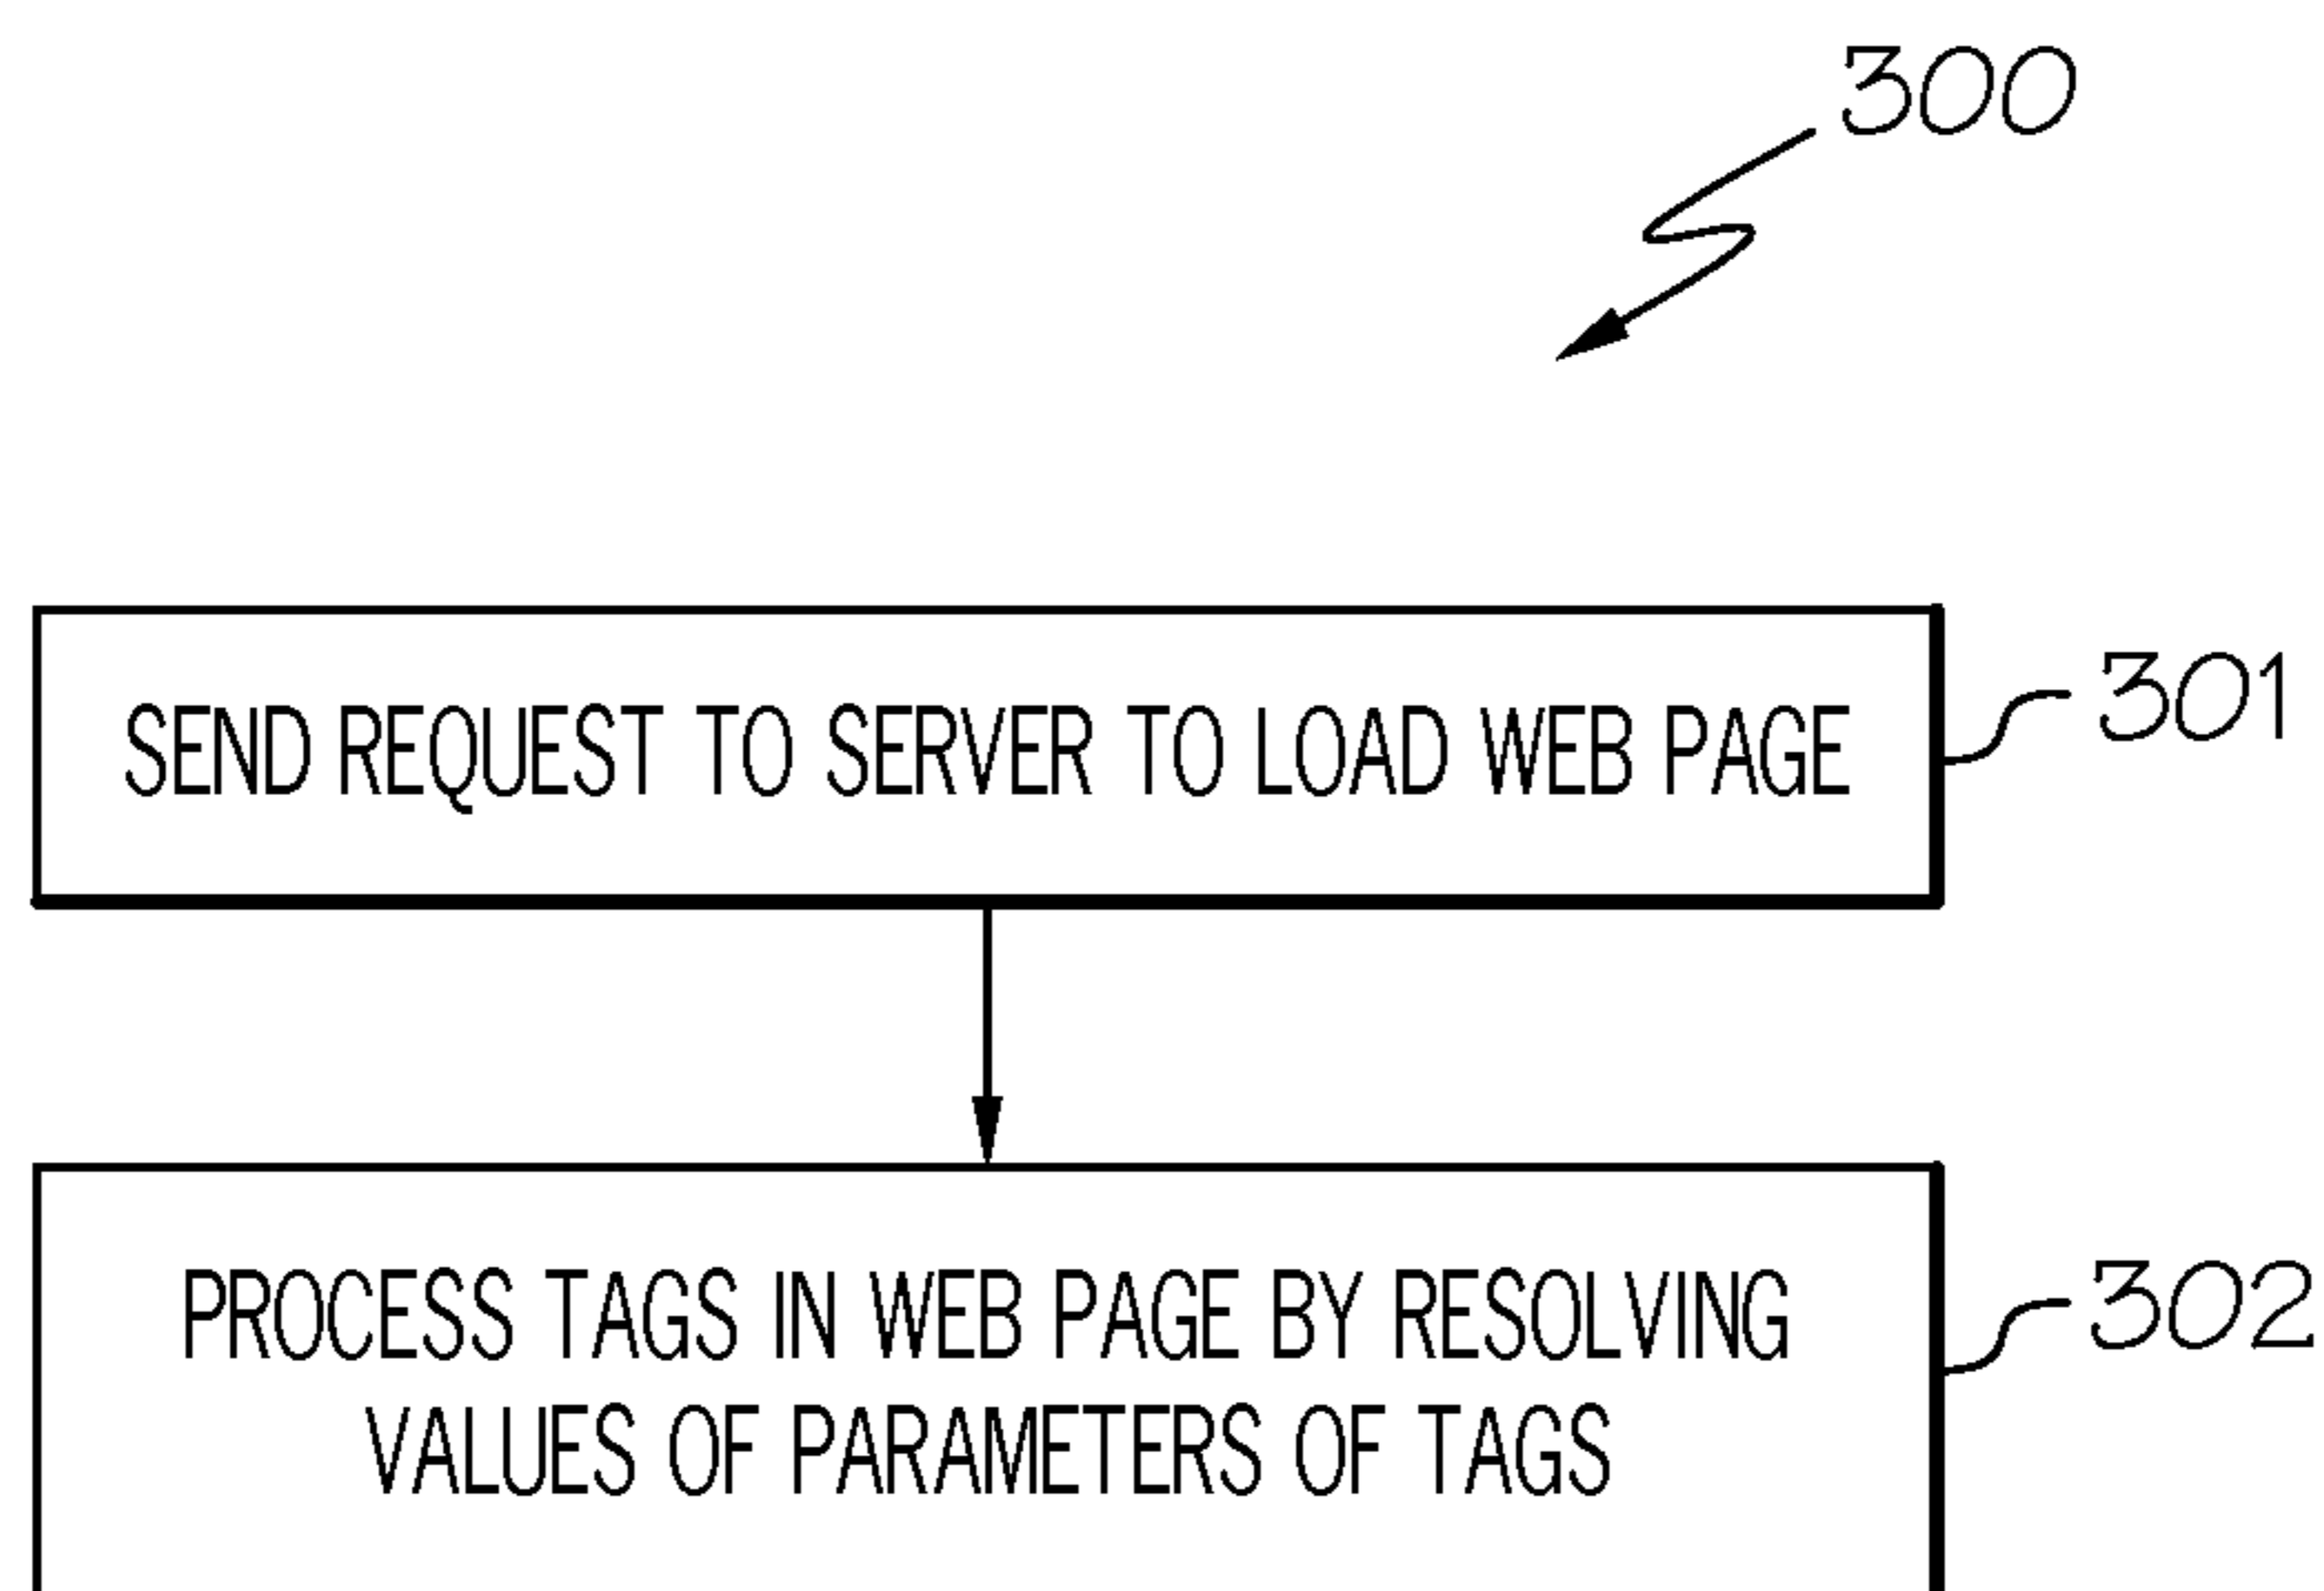 300
SEND REQUEST TO SERVER TO LOAD WEB PAGE
301
PROCESS TAGS IN WEB PAGE BY RESOLVING
302
VALUES OF PARAMETERS OF TAGS